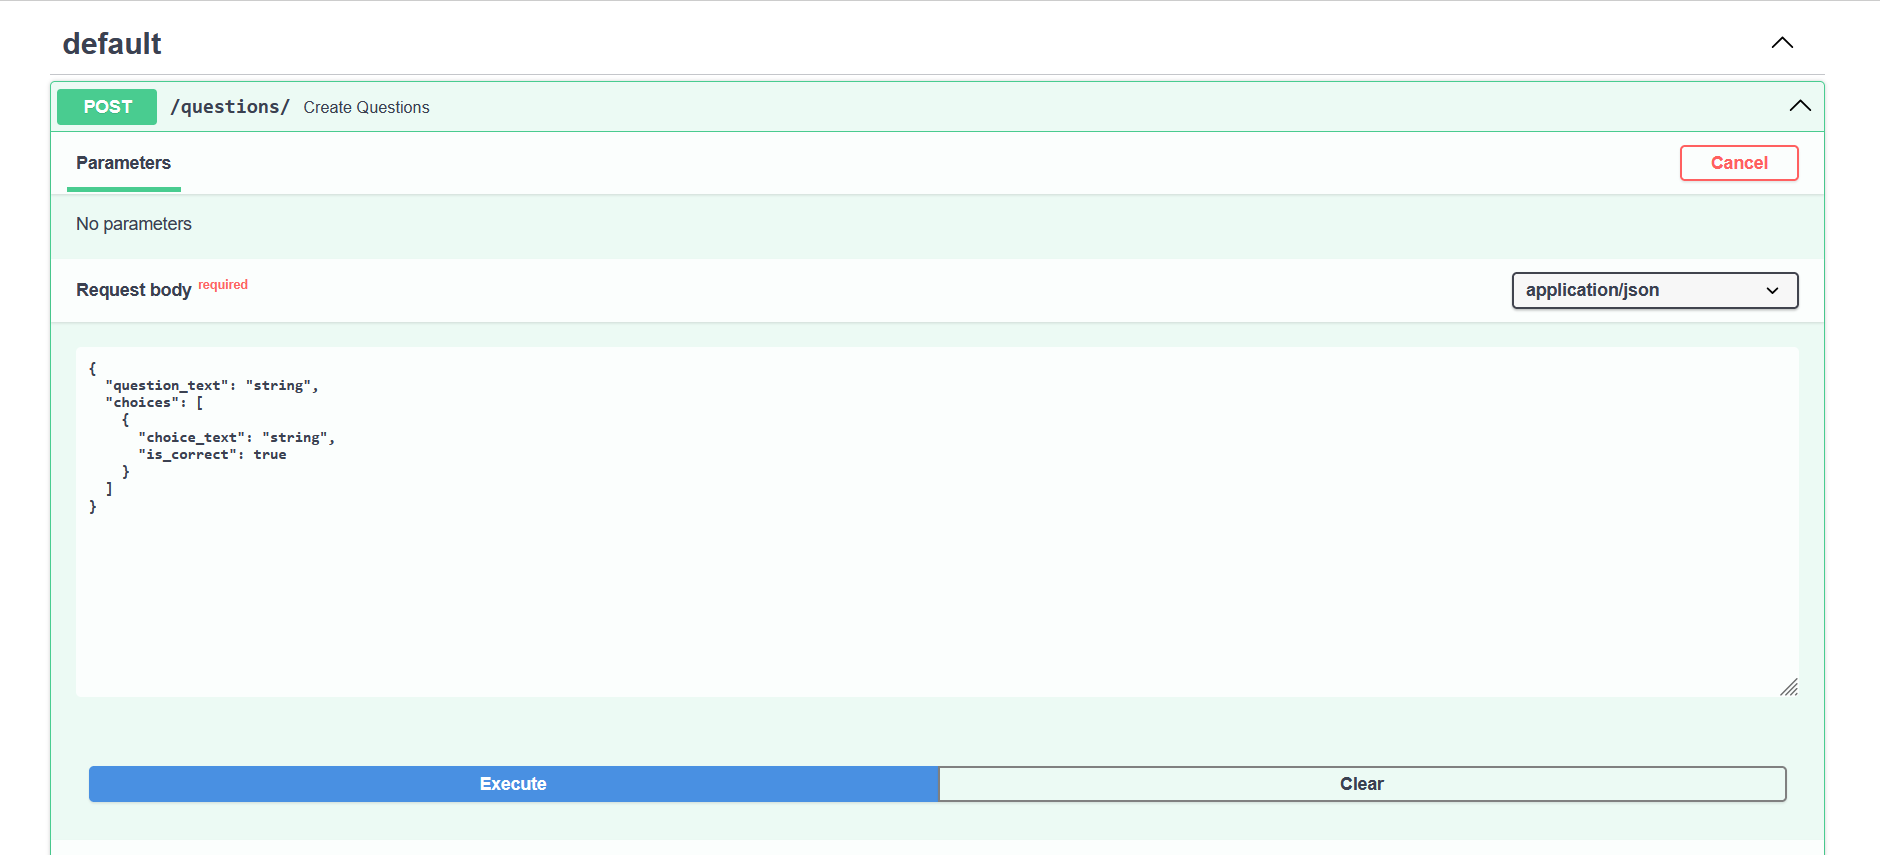 default
POST /questions/ Create Questions
Parameters
Cancel
No parameters
Request body required
application/json
{
  "question_text": "string",
  "choices": [
    {
      "choice_text": "string",
      "is_correct": true
    }
  ]
}
Execute
Clear